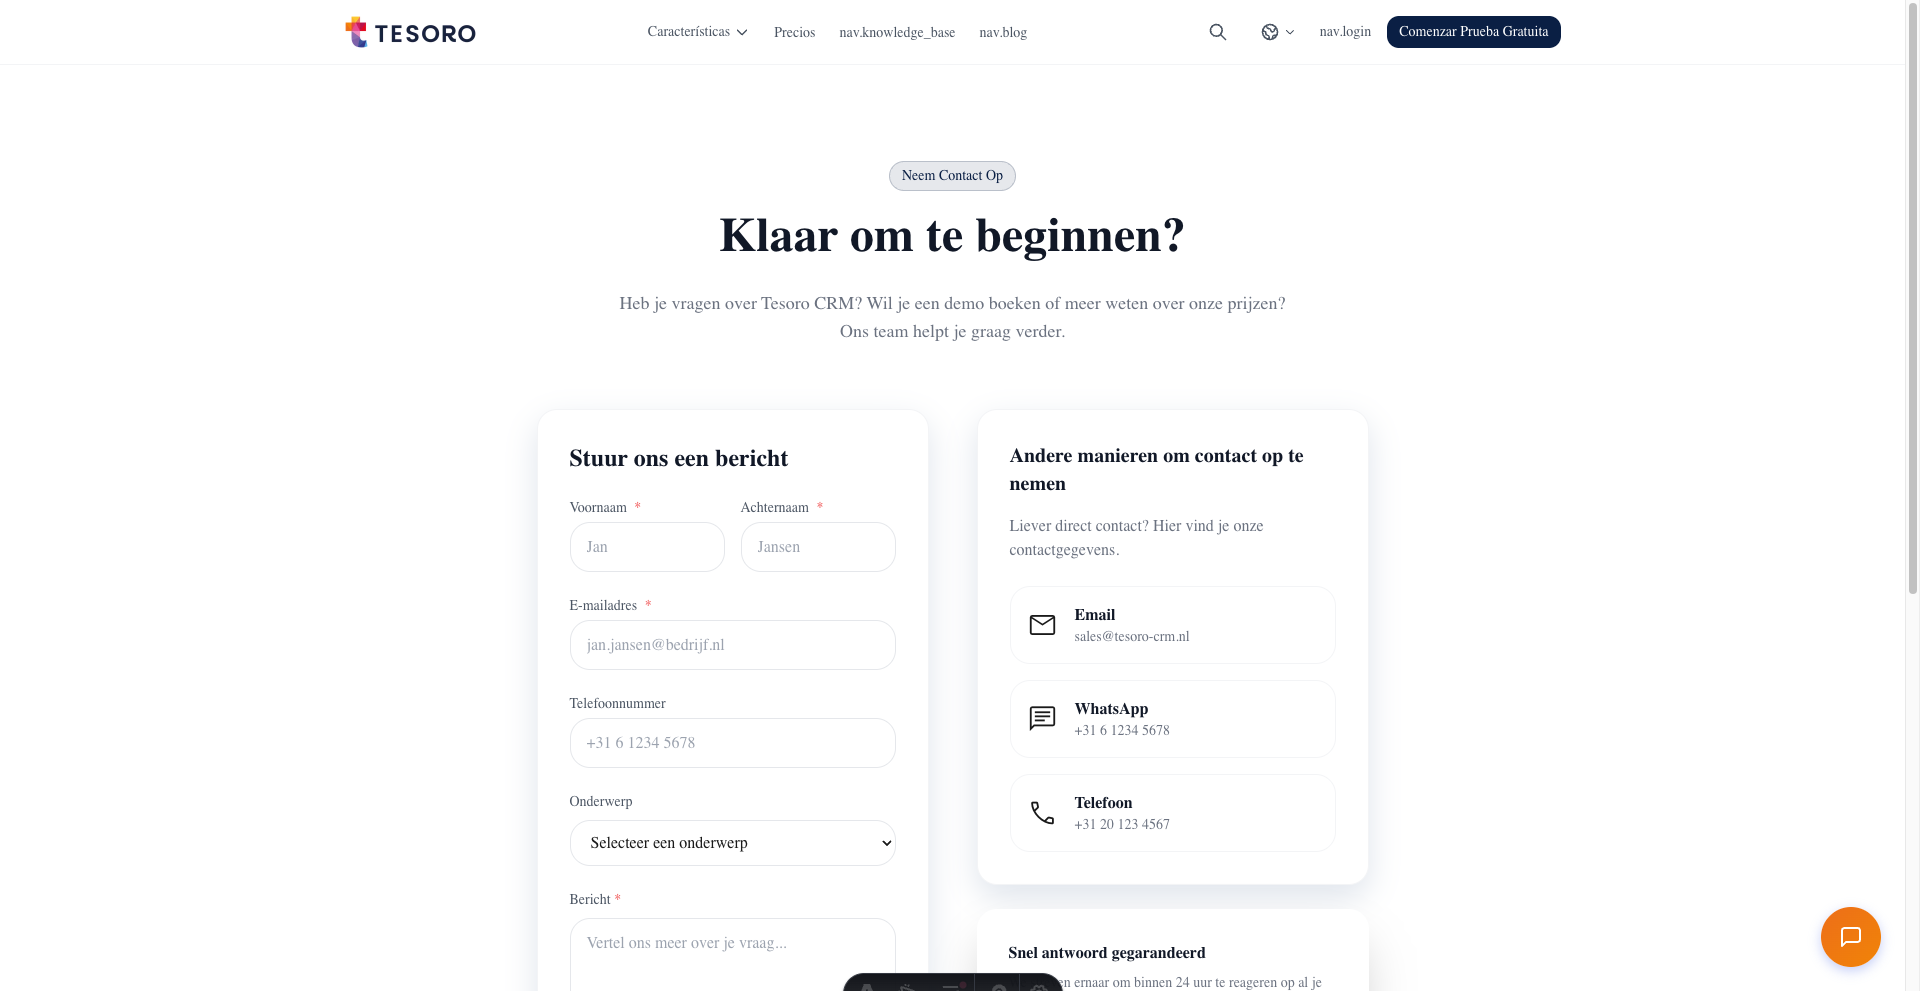 TESORO
Características
Precios
nav.knowledge_base
nav.blog
nav.login
Comenzar Prueba Gratuita
Neem Contact Op
Klaar om te beginnen?
Heb je vragen over Tesoro CRM? Wil je een demo boeken of meer weten over onze prijzen?
Ons team helpt je graag verder.
Stuur ons een bericht
Voornaam *
Achternaam *
Jan
Jansen
E-mailadres *
jan.jansen@bedrijf.nl
Telefoonnummer
+31 6 1234 5678
Onderwerp
Selecteer een onderwerp
Bericht *
Vertel ons meer over je vraag...
Andere manieren om contact op te
nemen
Liever direct contact? Hier vind je onze
contactgegevens.
Email
sales@tesoro-crm.nl
WhatsApp
+31 6 1234 5678
Telefoon
+31 20 123 4567
Snel antwoord gegarandeerd
ernaar om binnen 24 uur te reageren op al je